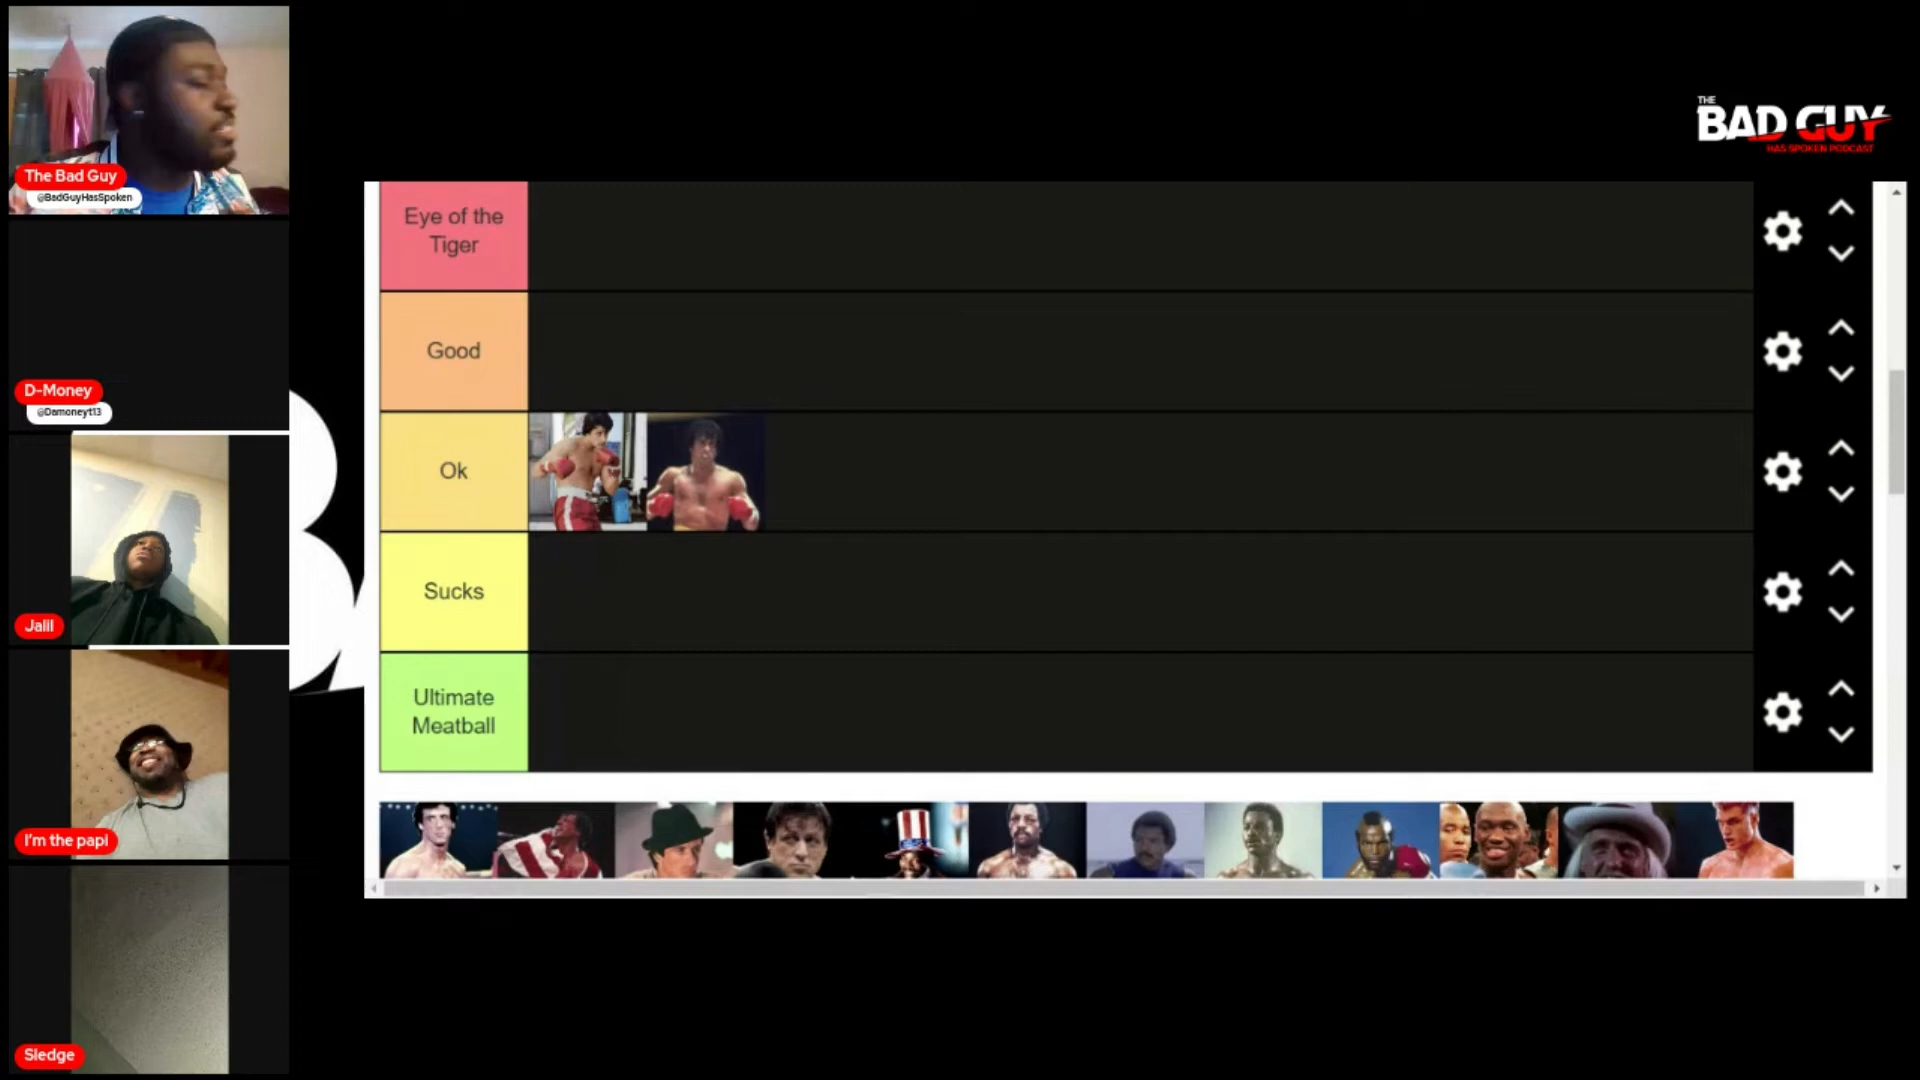 The Bad Guy
@BadGuyHasSpoken
D-Money
@Damoneyt13
Jalil
I'm the papi
Sledge
THE
BAD GUY
HAS SPOKEN PODCAST
Eye of the
Tiger
Good
Ok
Sucks
Ultimate
Meatball